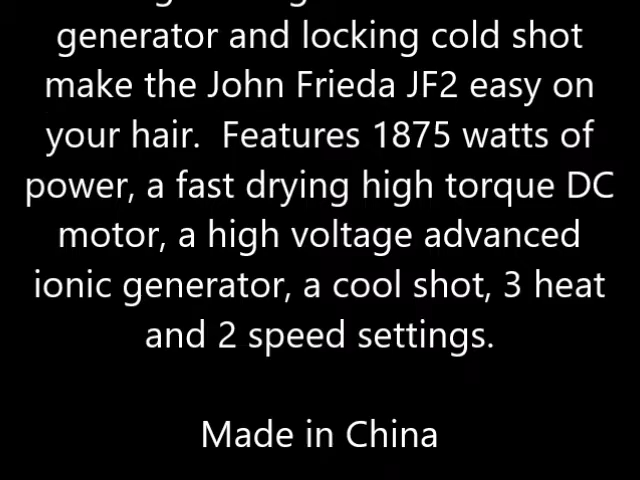 generator and locking cold shot
make the John Frieda JF2 easy on
your hair.  Features 1875 watts of
power, a fast drying high torque DC
motor, a high voltage advanced
ionic generator, a cool shot, 3 heat
and 2 speed settings.
Made in China